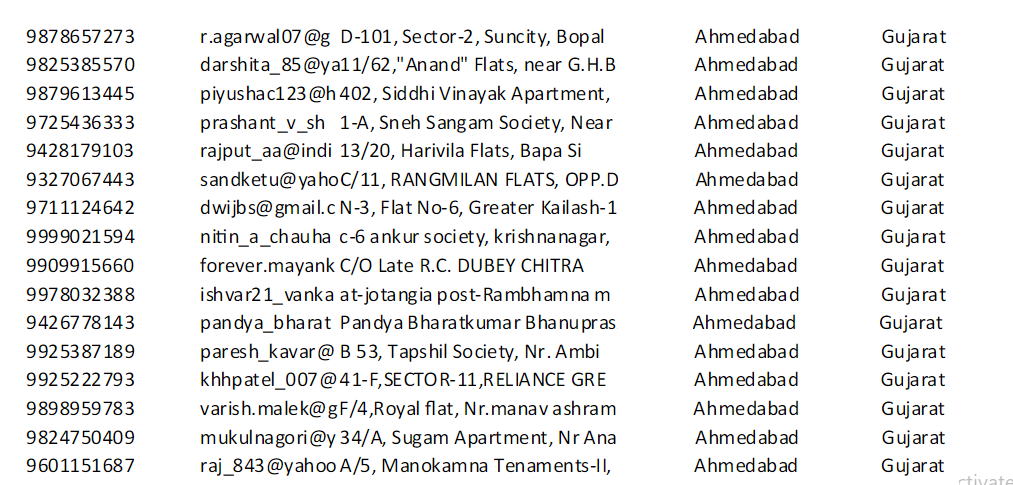 9878657273 r.agarwal07@g D-101, Sector-2, Suncity, Bopal Ahmedabad Gujarat
9825385570 darshita_85@ya 11/62,"Anand" Flats, near G.H.B Ahmedabad Gujarat
9879613445 piyushac123@h 402, Siddhi Vinayak Apartment, Ahmedabad Gujarat
9725436333 prashant_v_sh 1-A, Sneh Sangam Society, Near Ahmedabad Gujarat
9428179103 rajput_aa@indi 13/20, Harivila Flats, Bapa Si Ahmedabad Gujarat
9327067443 sandketu@yaho C/11, RANGMILAN FLATS, OPP.D Ahmedabad Gujarat
9711124642 dwijbs@gmail.c N-3, Flat No-6, Greater Kailash-1 Ahmedabad Gujarat
9999021594 nitin_a_chauha c-6 ankur society, krishnanagar, Ahmedabad Gujarat
9909915660 forever.mayank C/O Late R.C. DUBEY CHITRA Ahmedabad Gujarat
9978032388 ishvar21_vanka at-jotangia post-Rambhamna m Ahmedabad Gujarat
9426778143 pandya_bharat Pandya Bharatkumar Bhanupras Ahmedabad Gujarat
9925387189 paresh_kavar@ B 53, Tapshil Society, Nr. Ambi Ahmedabad Gujarat
9925222793 khhpatel_007@ 41-F,SECTOR-11,RELIANCE GRE Ahmedabad Gujarat
9898959783 varish.malek@g F/4,Royal flat, Nr.manav ashram Ahmedabad Gujarat
9824750409 mukulnagori@y 34/A, Sugam Apartment, Nr Ana Ahmedabad Gujarat
9601151687 raj_843@yahoo A/5, Manokamna Tenaments-II, Ahmedabad Gujarat
ctivate